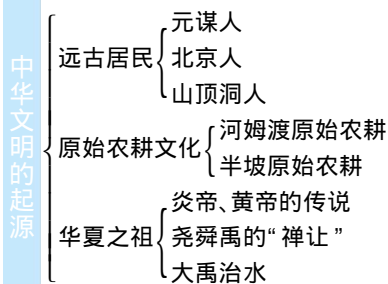 中华文明的起源
远古居民
元谋人
北京人
山顶洞人
原始农耕文化
河姆渡原始农耕
半坡原始农耕
华夏之祖
炎帝、黄帝的传说
尧舜禹的“禅让”
大禹治水